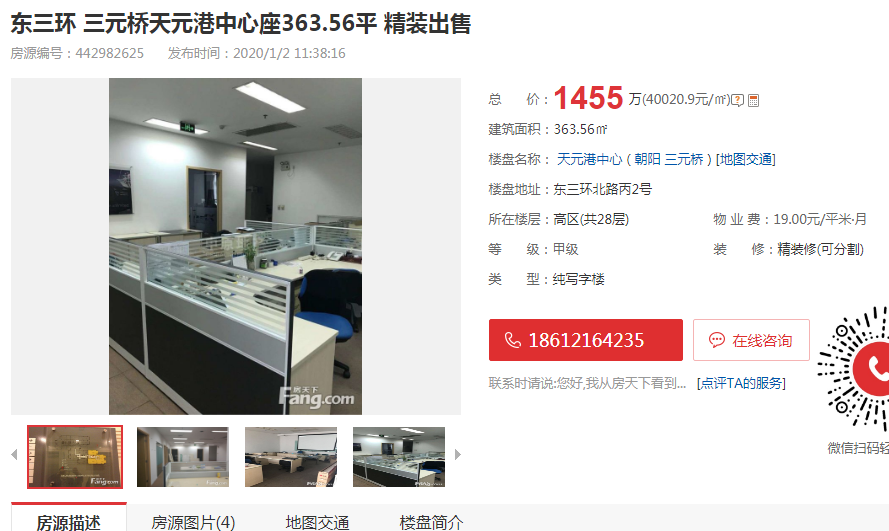 东三环 三元桥天元港中心座363.56平 精装出售
房源编号：442982625 发布时间：2020/1/2 11:38:16
总 价：1455 万(40020.9元/㎡)
建筑面积：363.56㎡
楼盘名称： 天元港中心 ( 朝阳 三元桥 ) [地图交通]
楼盘地址：东三环北路丙2号
所在楼层：高区(共28层) 物 业 费：19.00元/平米·月
等 级：甲级 装 修：精装修(可分割)
类 型：纯写字楼
18612164235 在线咨询
联系时请说:您好,我从房天下看到... [点评TA的服务]
微信扫码轻
房天下
Fang.com
房源描述 房源图片(4) 地图交通 楼盘简介